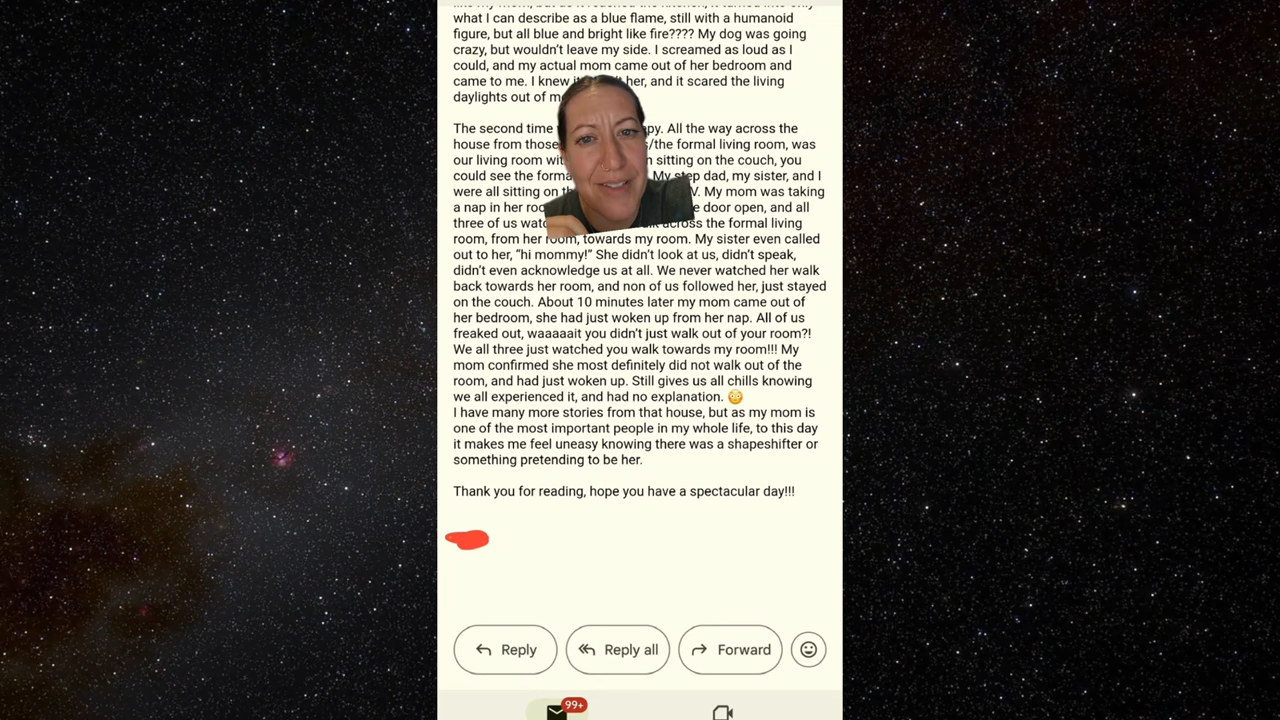 what I can describe as a blue flame, still with a humanoid
figure, but all blue and bright like fire???? My dog was going
crazy, but wouldn't leave my side. I screamed as loud as I
could, and my actual mom came out of her bedroom and
came to me. I knew her, and it scared the living
daylights out of
The second time All the way across the
house from those /the formal living room, was
our living room sitting on the couch, you
could see the My step dad, my sister, and I
were all sitting on My mom was taking
a nap in her door open, and all
three of us across the formal living
room, from her room, towards my room. My sister even called
out to her, “hi mommy!” She didn't look at us, didn't speak,
didn't even acknowledge us at all. We never watched her walk
back towards her room, and non of us followed her, just stayed
on the couch. About 10 minutes later my mom came out of
her bedroom, she had just woken up from her nap. All of us
freaked out, waaaaait you didn't just walk out of your room?!
We all three just watched you walk towards my room!!! My
mom confirmed she most definitely did not walk out of the
room, and had just woken up. Still gives us all chills knowing
we all experienced it, and had no explanation. 😳
I have many more stories from that house, but as my mom is
one of the most important people in my whole life, to this day
it makes me feel uneasy knowing there was a shapeshifter or
something pretending to be her.
Thank you for reading, hope you have a spectacular day!!!
Reply Reply all Forward
99+